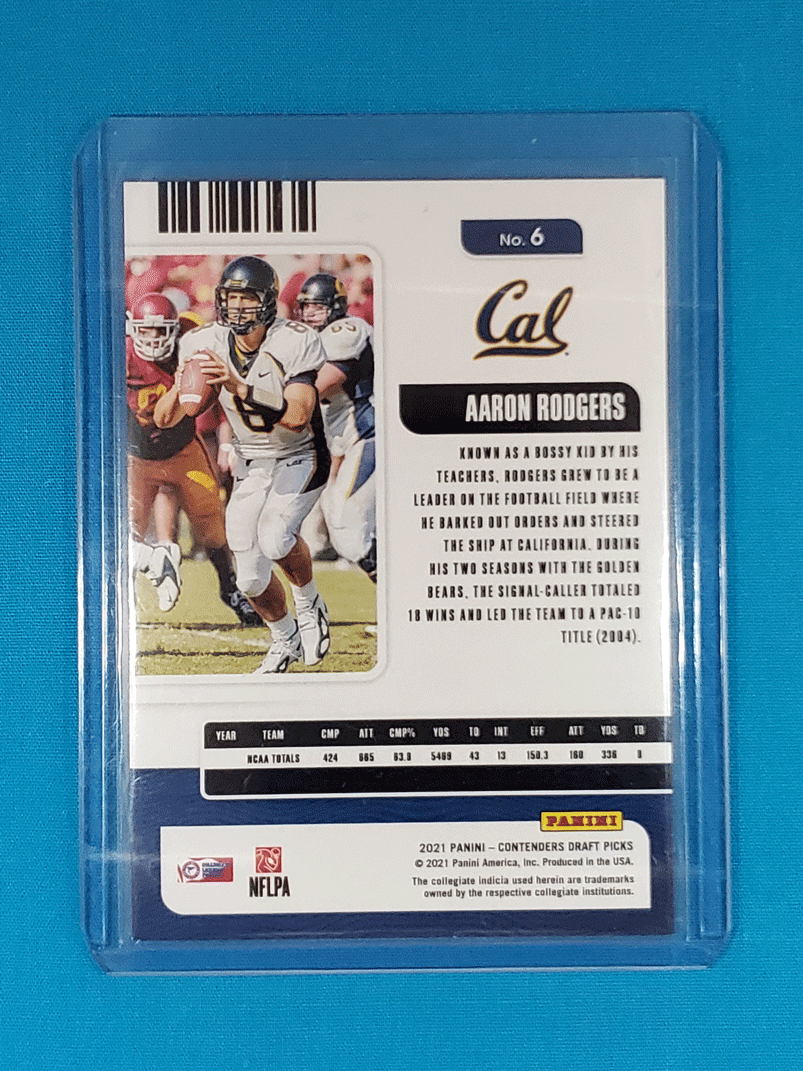 No. 6
Cal
8
8
AARON RODGERS
KNOWN AS A BOSSY KID BY HIS
TEACHERS, RODGERS GREW TO BE A
LEADER ON THE FOOTBALL FIELD WHERE
HE BARKED OUT ORDERS AND STEERED
THE SHIP AT CALIFORNIA. DURING
HIS TWO SEASONS WITH THE GOLDEN
BEARS, THE SIGNAL-CALLER TOTALED
18 WINS AND LED THE TEAM TO A PAC-10
TITLE (2004).
YEAR TEAM CMP ATT CMP% YDS TD INT EFF ATT YDS TD
NCAA TOTALS 424 665 63.8 5469 43 13 150.3 160 336 8
PANINI
2021 PANINI – CONTENDERS DRAFT PICKS
© 2021 Panini America, Inc. Produced in the USA.
The collegiate indicia used herein are trademarks
owned by the respective collegiate institutions.
NFLPA